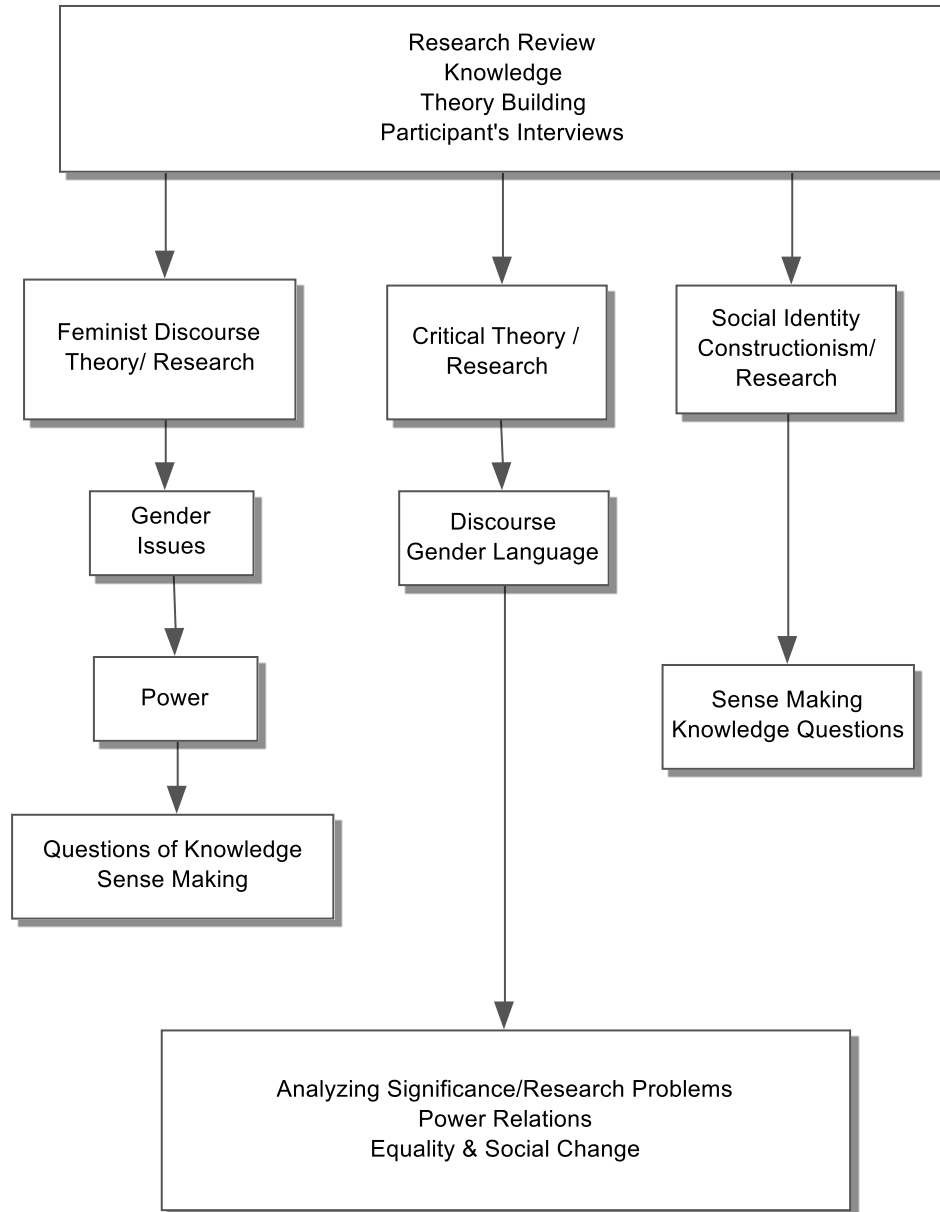 Research Review
Knowledge
Theory Building
Participant's Interviews
Feminist Discourse
Theory/ Research
Critical Theory /
Research
Social Identity
Constructionism/
Research
Gender
Issues
Discourse
Gender Language
Power
Sense Making
Knowledge Questions
Questions of Knowledge
Sense Making
Analyzing Significance/Research Problems
Power Relations
Equality & Social Change